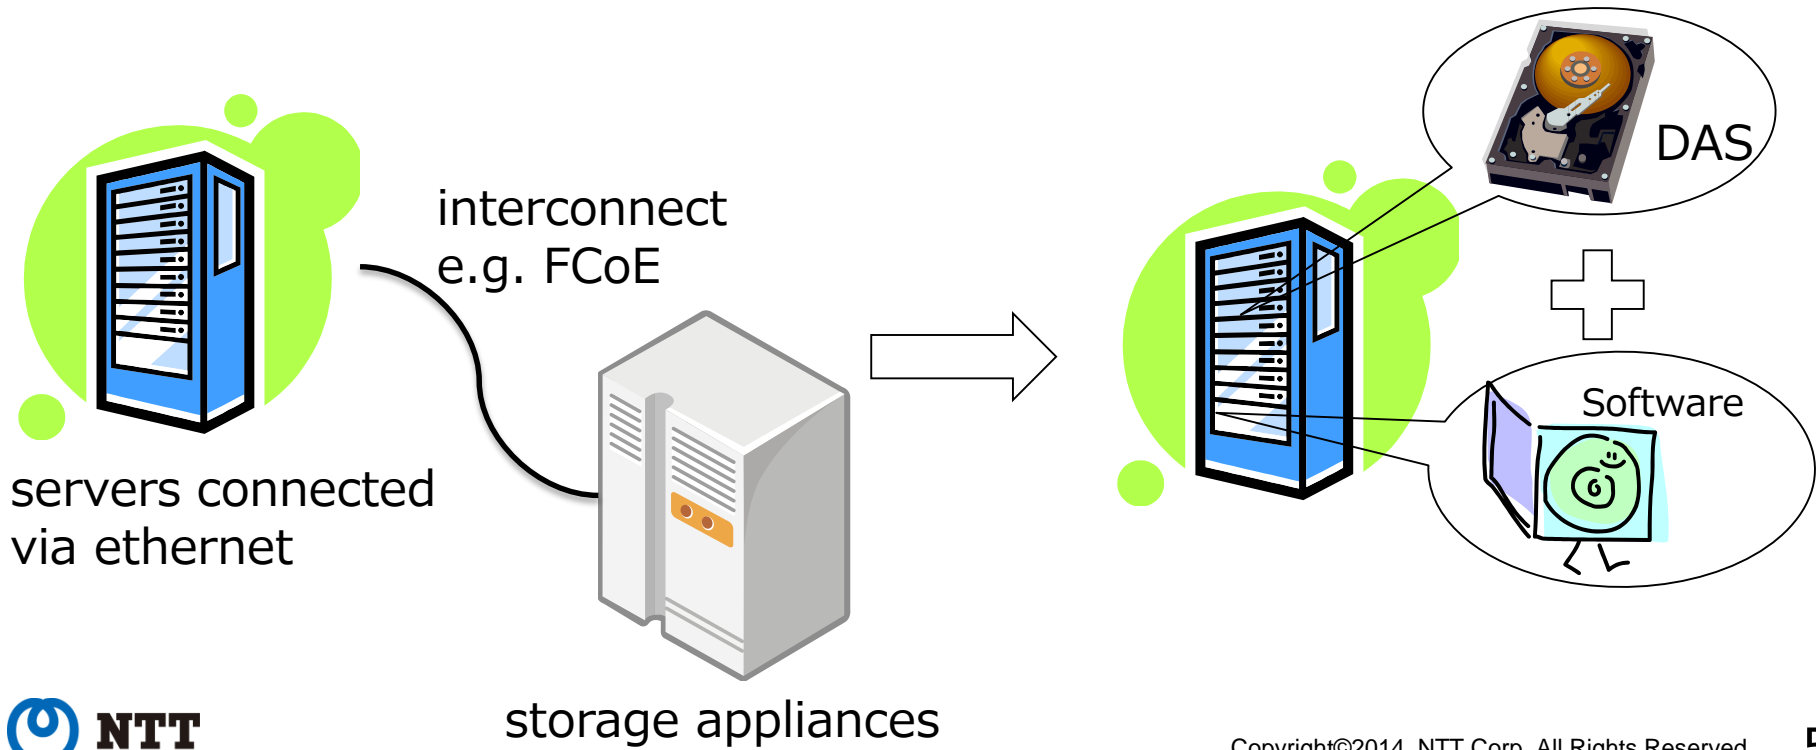 DAS
interconnect
e.g. FCoE
Software
servers connected
via ethernet
storage appliances
NTT
Copyright©2014 NTT Corp. All Rights Reserved.